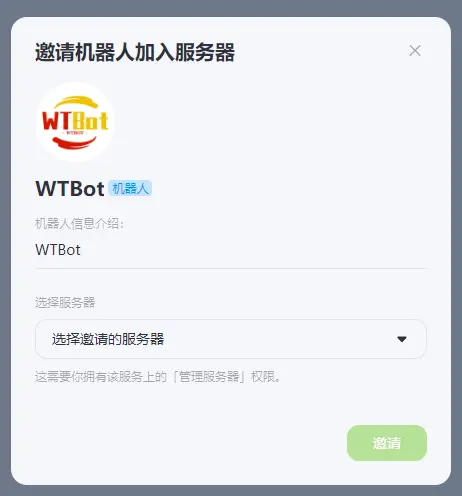 邀请机器人加入服务器
WTBot
WTBOT
WTBot 机器人
机器人信息介绍：
WTBot
选择服务器
选择邀请的服务器
这需要你拥有该服务上的「管理服务器」权限。
邀请